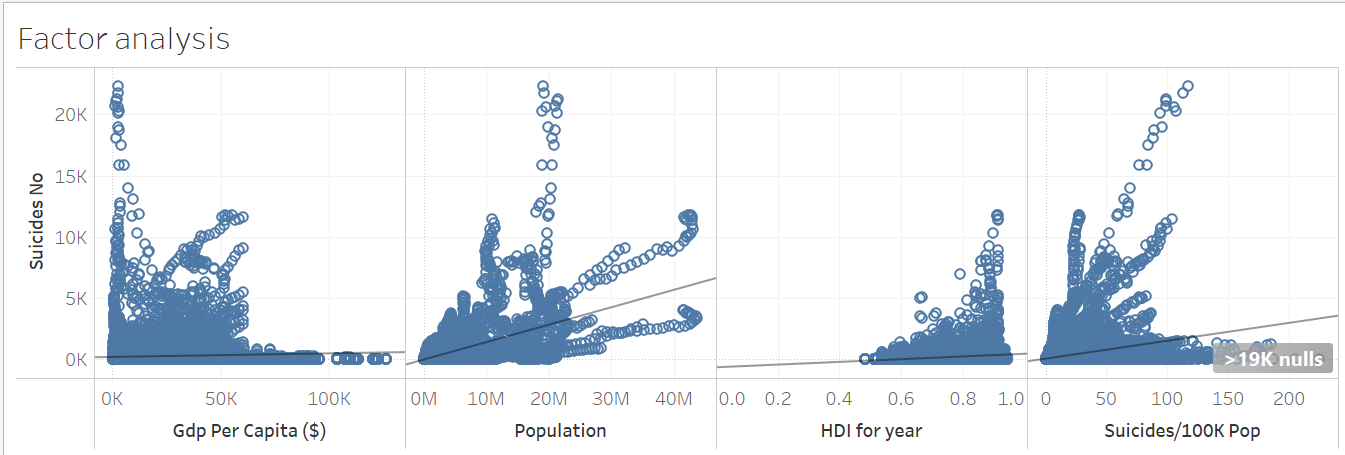 Factor analysis
Suicides No
20K
15K
10K
5K
0K
0K 50K 100K
0M 10M 20M 30M 40M
0.0 0.2 0.4 0.6 0.8 1.0
0 50 100 150 200
>19K nulls
Gdp Per Capita ($)
Population
HDI for year
Suicides/100K Pop